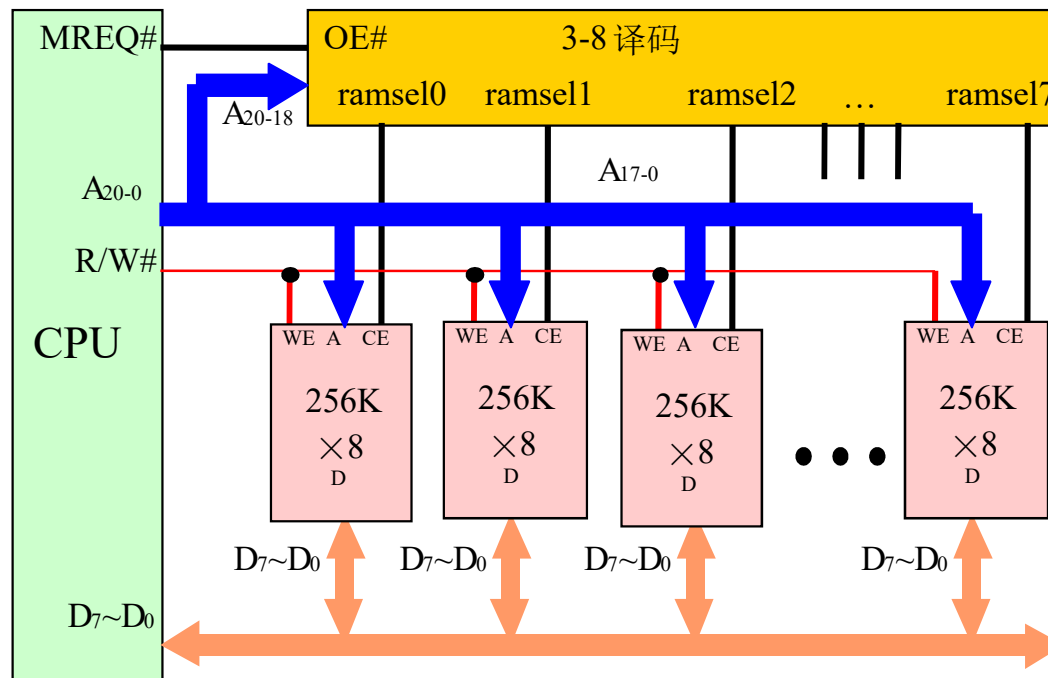 MREQ#
OE#
3-8 译码
ramsel0
ramsel1
ramsel2
…
ramsel7
A20-18
A20-0
A17-0
R/W#
CPU
WE A CE
WE A CE
WE A CE
WE A CE
256K
×8
D
256K
×8
D
256K
×8
D
256K
×8
D
D7~D0
D7~D0
D7~D0
D7~D0
D7~D0